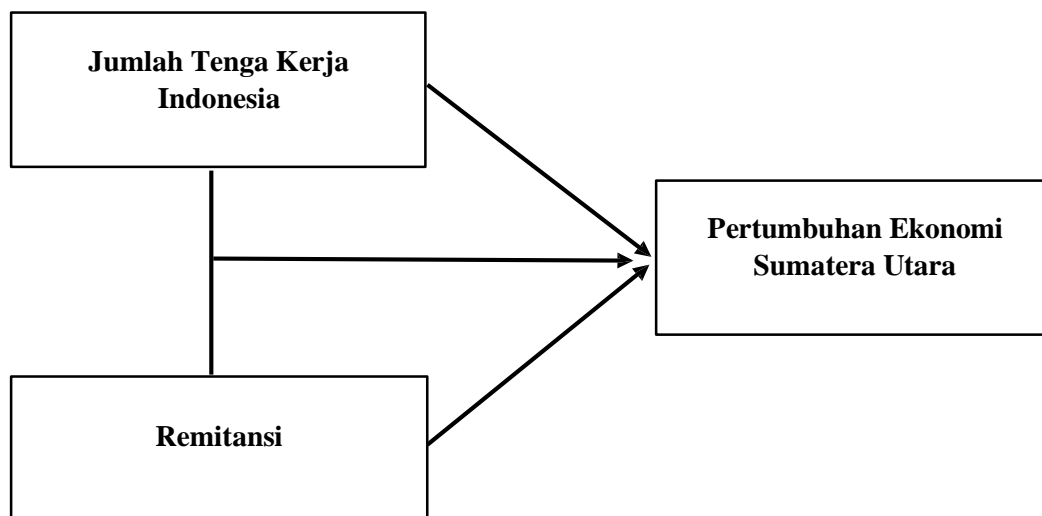 Jumlah Tenga Kerja
Indonesia
Pertumbuhan Ekonomi
Sumatera Utara
Remitansi